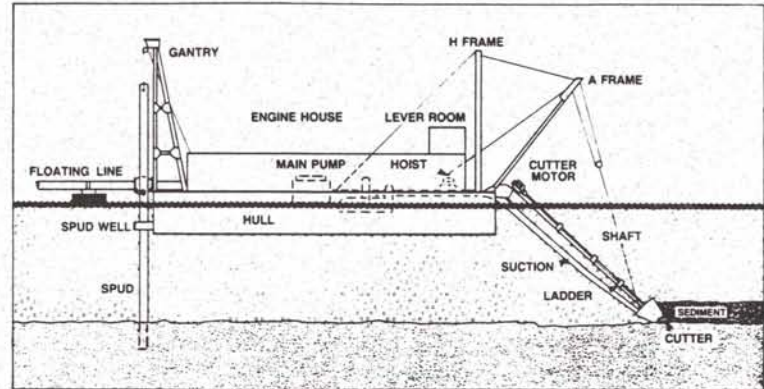 H FRAME
GANTRY
A FRAME
ENGINE HOUSE
LEVER ROOM
MAIN PUMP
HOIST
CUTTER
MOTOR
FLOATING LINE
HULL
SPUD WELL
SHAFT
SUCTION
SPUD
LADDER
SEDIMENT
CUTTER